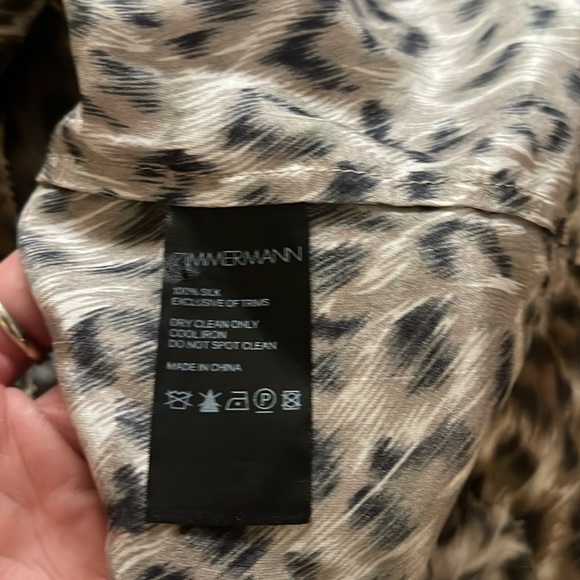 ZIMMERMANN
100% SILK
EXCLUSIVE OF TRIMS
DRY CLEAN ONLY
COOL IRON
DO NOT SPOT CLEAN
MADE IN CHINA
P